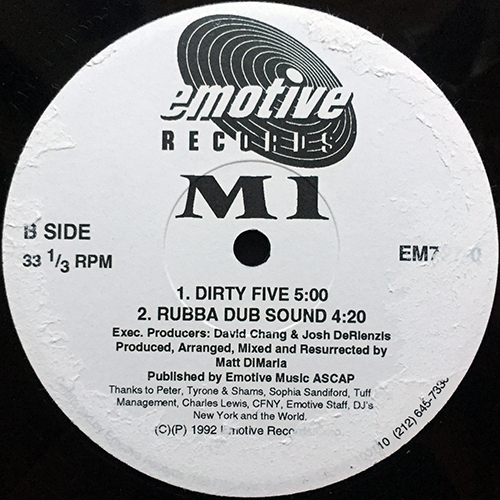 emotive
RECORDS
M1
B SIDE
33 1/3 RPM
1. DIRTY FIVE 5:00
2. RUBBA DUB SOUND 4:20
Exec. Producers: David Chang & Josh DeRienzis
Produced, Arranged, Mixed and Resurrected by
Matt DiMaria
Published by Emotive Music ASCAP
Thanks to Peter, Tyrone & Shams, Sophia Sandiford, Tuff
Management, Charles Lewis, CFNY, Emotive Staff, DJ's
New York and the World.
(C)(P) 1992 Emotive
(212)